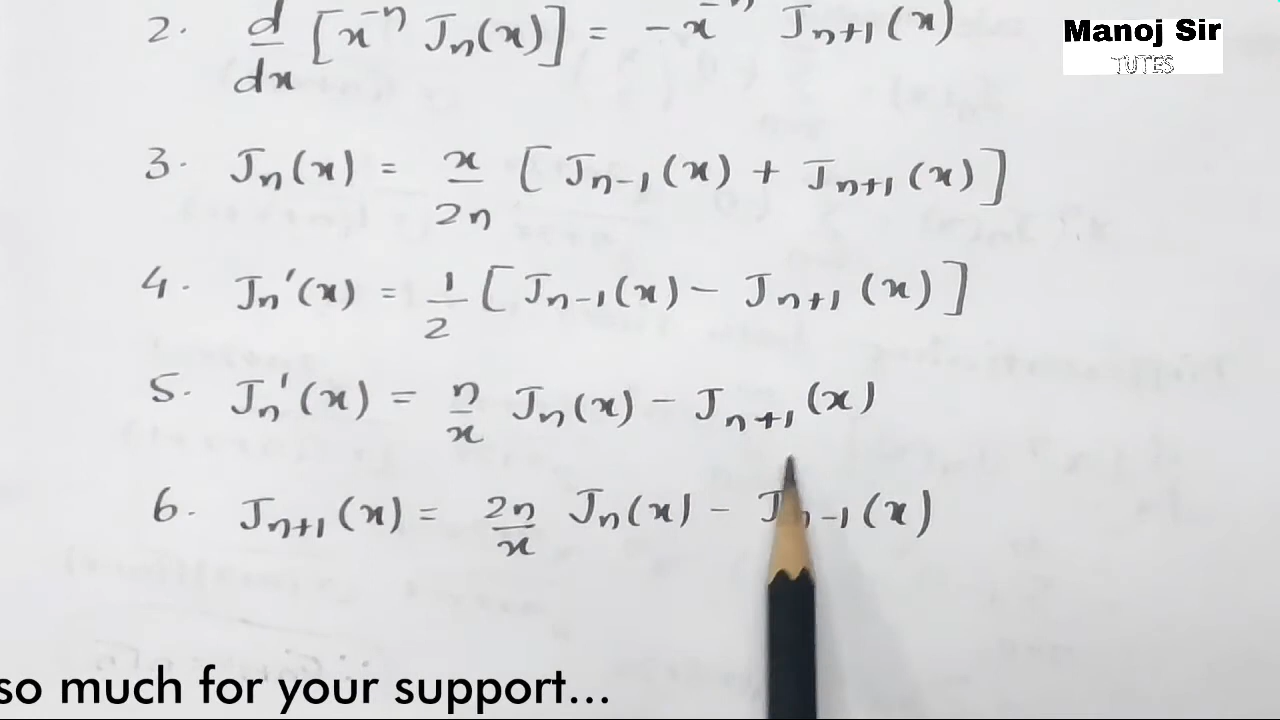 2. d/dx [x⁻ⁿ Jₙ(x)] = -x⁻ⁿ Jₙ₊₁(x)
Manoj Sir
TUTES
3. Jₙ(x) = x/2n [Jₙ₋₁(x) + Jₙ₊₁(x)]
4. Jₙ'(x) = 1/2 [Jₙ₋₁(x) - Jₙ₊₁(x)]
5. Jₙ'(x) = n/x Jₙ(x) - Jₙ₊₁(x)
6. Jₙ₊₁(x) = 2n/x Jₙ(x) - Jₙ₋₁(x)
so much for your support...